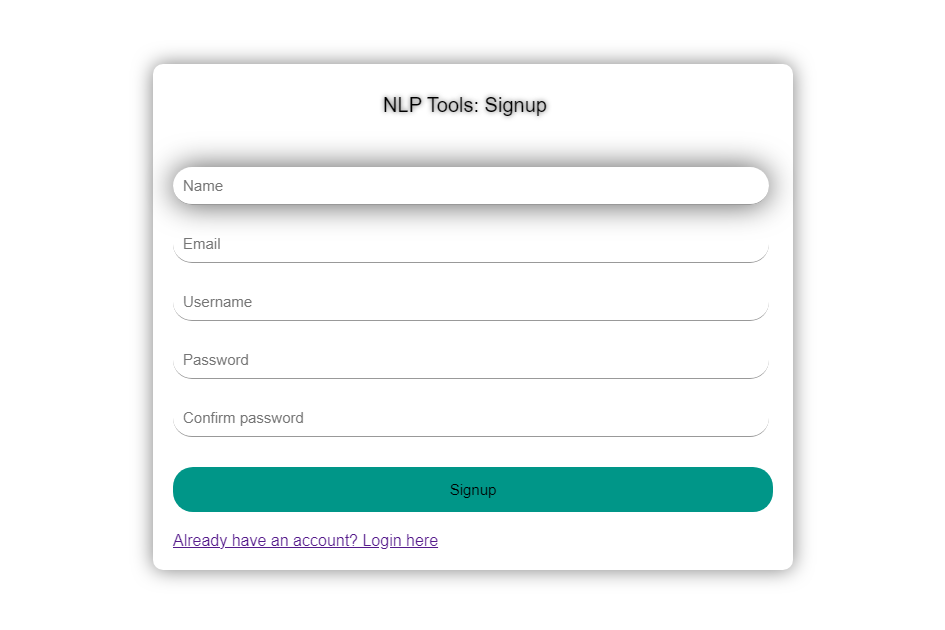 NLP Tools: Signup
Name
Email
Username
Password
Confirm password
Signup
Already have an account? Login here